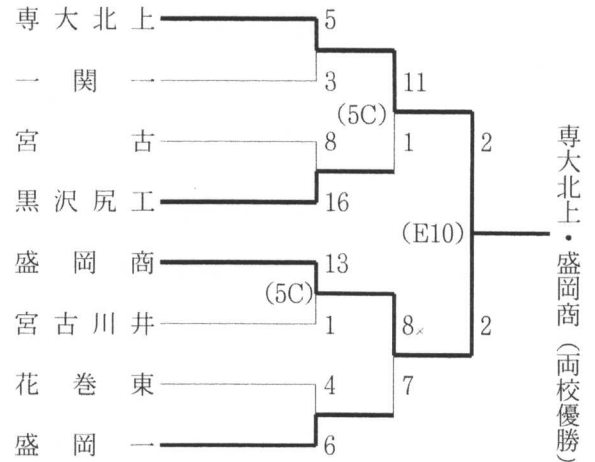 専大北上 5
一関一 3
11
(5C)
宮古 8
1
黒沢尻工 16
2
(E10)
盛岡商 13
(5C)
宮古川井 1
8x
2
花巻東 4
7
盛岡一 6
専大北上・盛岡商(両校優勝)